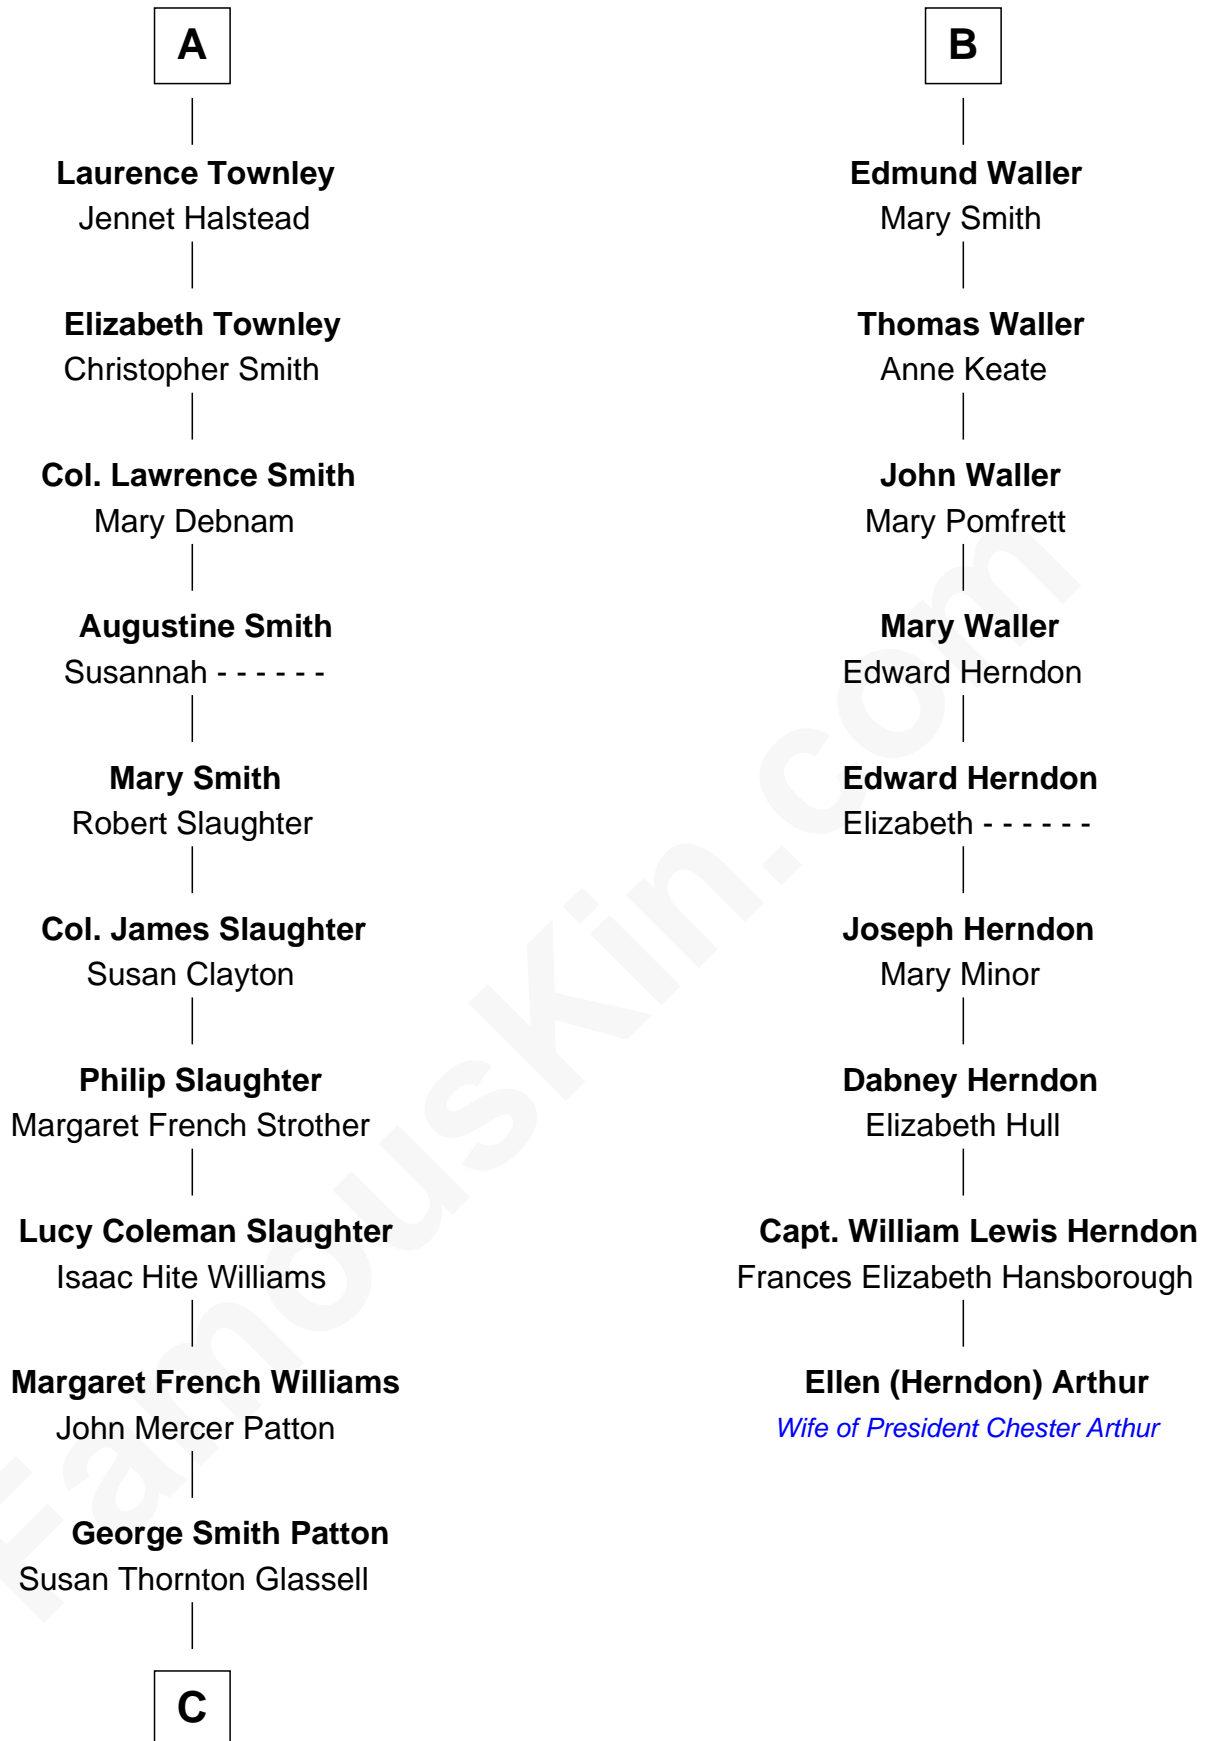 A
Laurence Townley
Jennet Halstead
Elizabeth Townley
Christopher Smith
Col. Lawrence Smith
Mary Debnam
Augustine Smith
Susannah - - - - - -
Mary Smith
Robert Slaughter
Col. James Slaughter
Susan Clayton
Philip Slaughter
Margaret French Strother
Lucy Coleman Slaughter
Isaac Hite Williams
Margaret French Williams
John Mercer Patton
George Smith Patton
Susan Thornton Glassell
C
B
Edmund Waller
Mary Smith
Thomas Waller
Anne Keate
John Waller
Mary Pomfrett
Mary Waller
Edward Herndon
Edward Herndon
Elizabeth - - - - - -
Joseph Herndon
Mary Minor
Dabney Herndon
Elizabeth Hull
Capt. William Lewis Herndon
Frances Elizabeth Hansborough
Ellen (Herndon) Arthur
Wife of President Chester Arthur
FamousKin.com